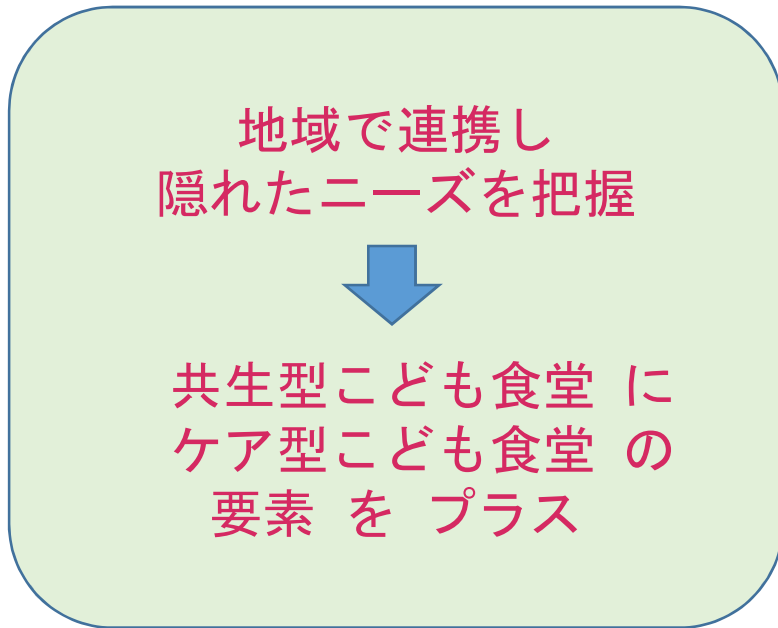 地域で連携し
隠れたニーズを把握
共生型こども食堂 に
ケア型こども食堂 の
要素 を プラス